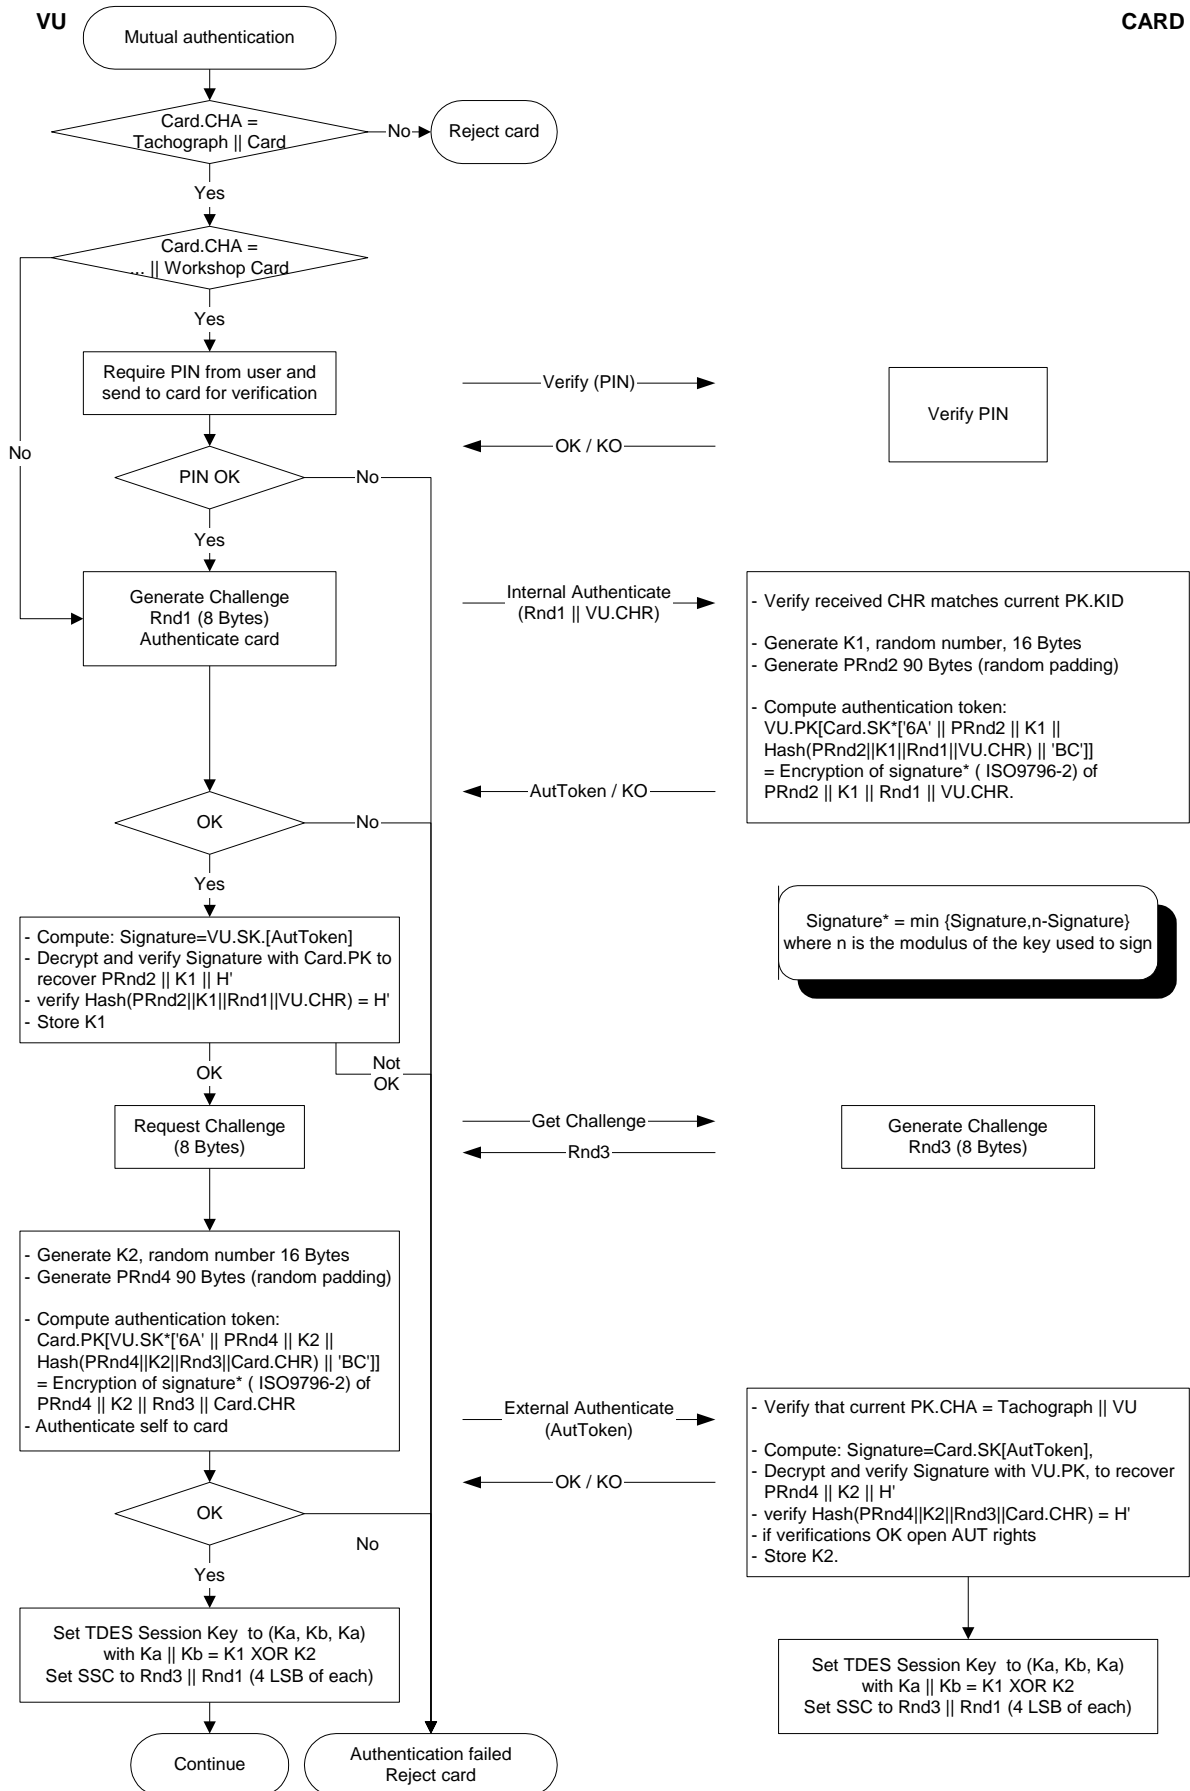 VU
CARD
Mutual authentication
Card.CHA =
Tachograph || Card
No
Reject card
Yes
Card.CHA =
... || Workshop Card
Yes
Require PIN from user and
send to card for verification
Verify (PIN)
Verify PIN
No
OK / KO
PIN OK
No
Yes
Generate Challenge
Rnd1 (8 Bytes)
Authenticate card
Internal Authenticate
(Rnd1 || VU.CHR)
- Verify received CHR matches current PK.KID
- Generate K1, random number, 16 Bytes
- Generate PRnd2 90 Bytes (random padding)
- Compute authentication token:
VU.PK[Card.SK*['6A' || PRnd2 || K1 ||
Hash(PRnd2||K1||Rnd1||VU.CHR) || 'BC']]
= Encryption of signature* ( ISO9796-2) of
PRnd2 || K1 || Rnd1 || VU.CHR.
AutToken / KO
OK
No
Yes
Signature* = min {Signature,n-Signature}
where n is the modulus of the key used to sign
- Compute: Signature=VU.SK.[AutToken]
- Decrypt and verify Signature with Card.PK to
recover PRnd2 || K1 || H'
- verify Hash(PRnd2||K1||Rnd1||VU.CHR) = H'
- Store K1
Not
OK
OK
Request Challenge
(8 Bytes)
Get Challenge
Rnd3
Generate Challenge
Rnd3 (8 Bytes)
- Generate K2, random number 16 Bytes
- Generate PRnd4 90 Bytes (random padding)
- Compute authentication token:
Card.PK[VU.SK*['6A' || PRnd4 || K2 ||
Hash(PRnd4||K2||Rnd3||Card.CHR) || 'BC']]
= Encryption of signature* ( ISO9796-2) of
PRnd4 || K2 || Rnd3 || Card.CHR
- Authenticate self to card
External Authenticate
(AutToken)
- Verify that current PK.CHA = Tachograph || VU
- Compute: Signature=Card.SK[AutToken],
- Decrypt and verify Signature with VU.PK, to recover
PRnd4 || K2 || H'
- verify Hash(PRnd4||K2||Rnd3||Card.CHR) = H'
- if verifications OK open AUT rights
- Store K2.
OK / KO
OK
No
Yes
Set TDES Session Key to (Ka, Kb, Ka)
with Ka || Kb = K1 XOR K2
Set SSC to Rnd3 || Rnd1 (4 LSB of each)
Set TDES Session Key to (Ka, Kb, Ka)
with Ka || Kb = K1 XOR K2
Set SSC to Rnd3 || Rnd1 (4 LSB of each)
Continue
Authentication failed
Reject card